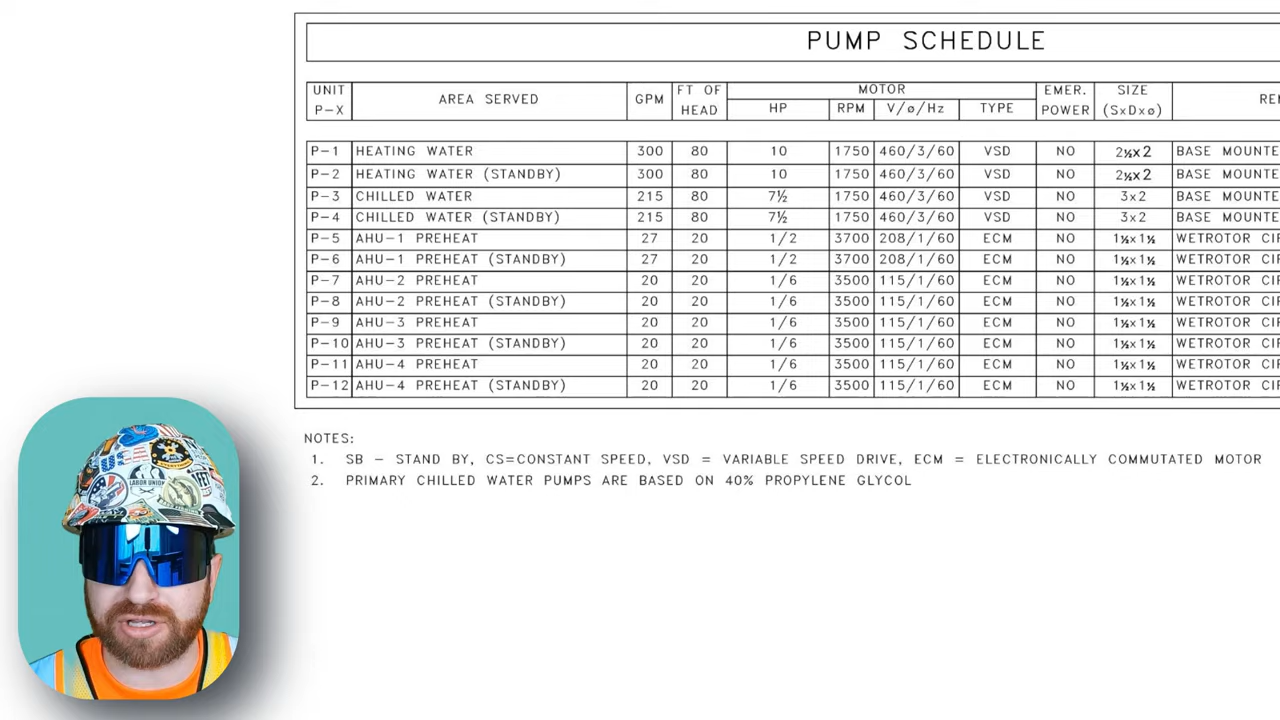 PUMP SCHEDULE
UNIT P-X AREA SERVED GPM FT OF HEAD MOTOR HP RPM V/ø/Hz TYPE EMER. POWER SIZE (SxDxø)
P-1 HEATING WATER 300 80 10 1750 460/3/60 VSD NO 2½x2 BASE
P-2 HEATING WATER (STANDBY) 300 80 10 1750 460/3/60 VSD NO 2½x2 BASE
P-3 CHILLED WATER 215 80 7½ 1750 460/3/60 VSD NO 3x2 BASE
P-4 CHILLED WATER (STANDBY) 215 80 7½ 1750 460/3/60 VSD NO 3x2 BASE
P-5 AHU-1 PREHEAT 27 20 1/2 3700 208/1/60 ECM NO 1½x1½ WETROTOR
P-6 AHU-1 PREHEAT (STANDBY) 27 20 1/2 3700 208/1/60 ECM NO 1½x1½ WETROTOR
P-7 AHU-2 PREHEAT 20 20 1/6 3500 115/1/60 ECM NO 1½x1½ WETROTOR
P-8 AHU-2 PREHEAT (STANDBY) 20 20 1/6 3500 115/1/60 ECM NO 1½x1½ WETROTOR
P-9 AHU-3 PREHEAT 20 20 1/6 3500 115/1/60 ECM NO 1½x1½ WETROTOR
P-10 AHU-3 PREHEAT (STANDBY) 20 20 1/6 3500 115/1/60 ECM NO 1½x1½ WETROTOR
P-11 AHU-4 PREHEAT 20 20 1/6 3500 115/1/60 ECM NO 1½x1½ WETROTOR
P-12 AHU-4 PREHEAT (STANDBY) 20 20 1/6 3500 115/1/60 ECM NO 1½x1½ WETROTOR
NOTES:
1. SB - STAND BY, CS=CONSTANT SPEED, VSD = VARIABLE SPEED DRIVE, ECM = ELECTRONICALLY COMMUTATED MOTOR
2. PRIMARY CHILLED WATER PUMPS ARE BASED ON 40% PROPYLENE GLYCOL
LABOR UNION